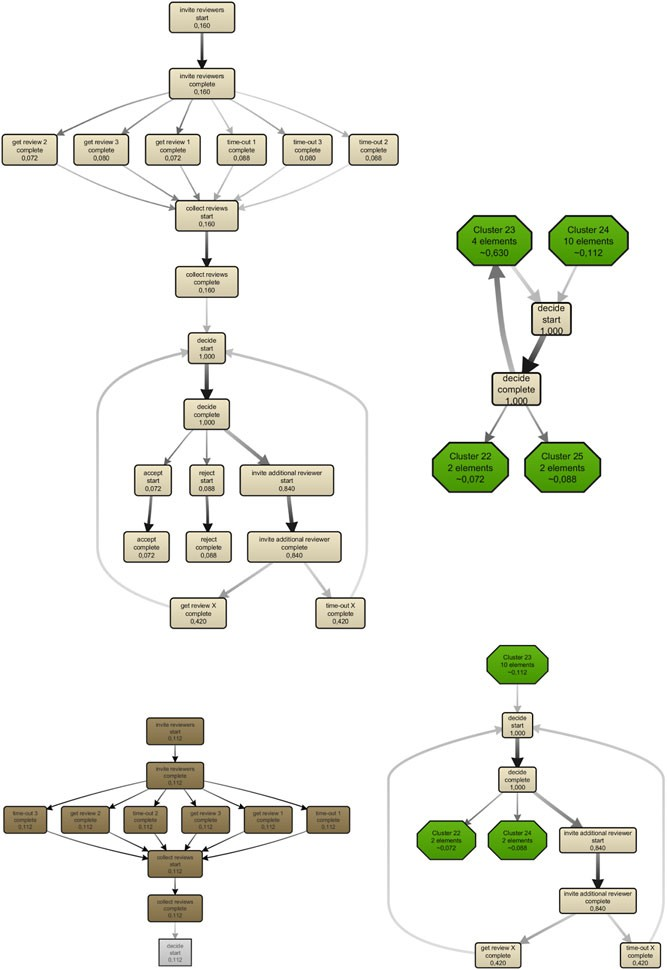 invite reviewers
start
0,160
invite reviewers
complete
0,160
get review 2
complete
0,072
get review 3
complete
0,080
get review 1
complete
0,072
time-out 1
complete
0,088
time-out 3
complete
0,080
time-out 2
complete
0,088
collect reviews
start
0,160
collect reviews
complete
0,160
decide
start
1,000
decide
complete
1,000
accept
start
0,072
reject
start
0,088
invite additional reviewer
start
0,840
accept
complete
0,072
reject
complete
0,088
invite additional reviewer
complete
0,840
get review X
complete
0,420
time-out X
complete
0,420
Cluster 23
4 elements
~0,630
Cluster 24
10 elements
~0,112
decide
start
1,000
decide
complete
1,000
Cluster 22
2 elements
~0,072
Cluster 25
2 elements
~0,088
invite reviewers
start
0,112
invite reviewers
complete
0,112
time-out 3
complete
0,112
get review 2
complete
0,112
time-out 2
complete
0,112
get review 3
complete
0,112
get review 1
complete
0,112
time-out 1
complete
0,112
collect reviews
start
0,112
collect reviews
complete
0,112
decide
start
0,112
Cluster 23
10 elements
~0,112
decide
start
1,000
decide
complete
1,000
Cluster 22
2 elements
~0,072
Cluster 24
2 elements
~0,088
invite additional reviewer
start
0,840
invite additional reviewer
complete
0,840
get review X
complete
0,420
time-out X
complete
0,420